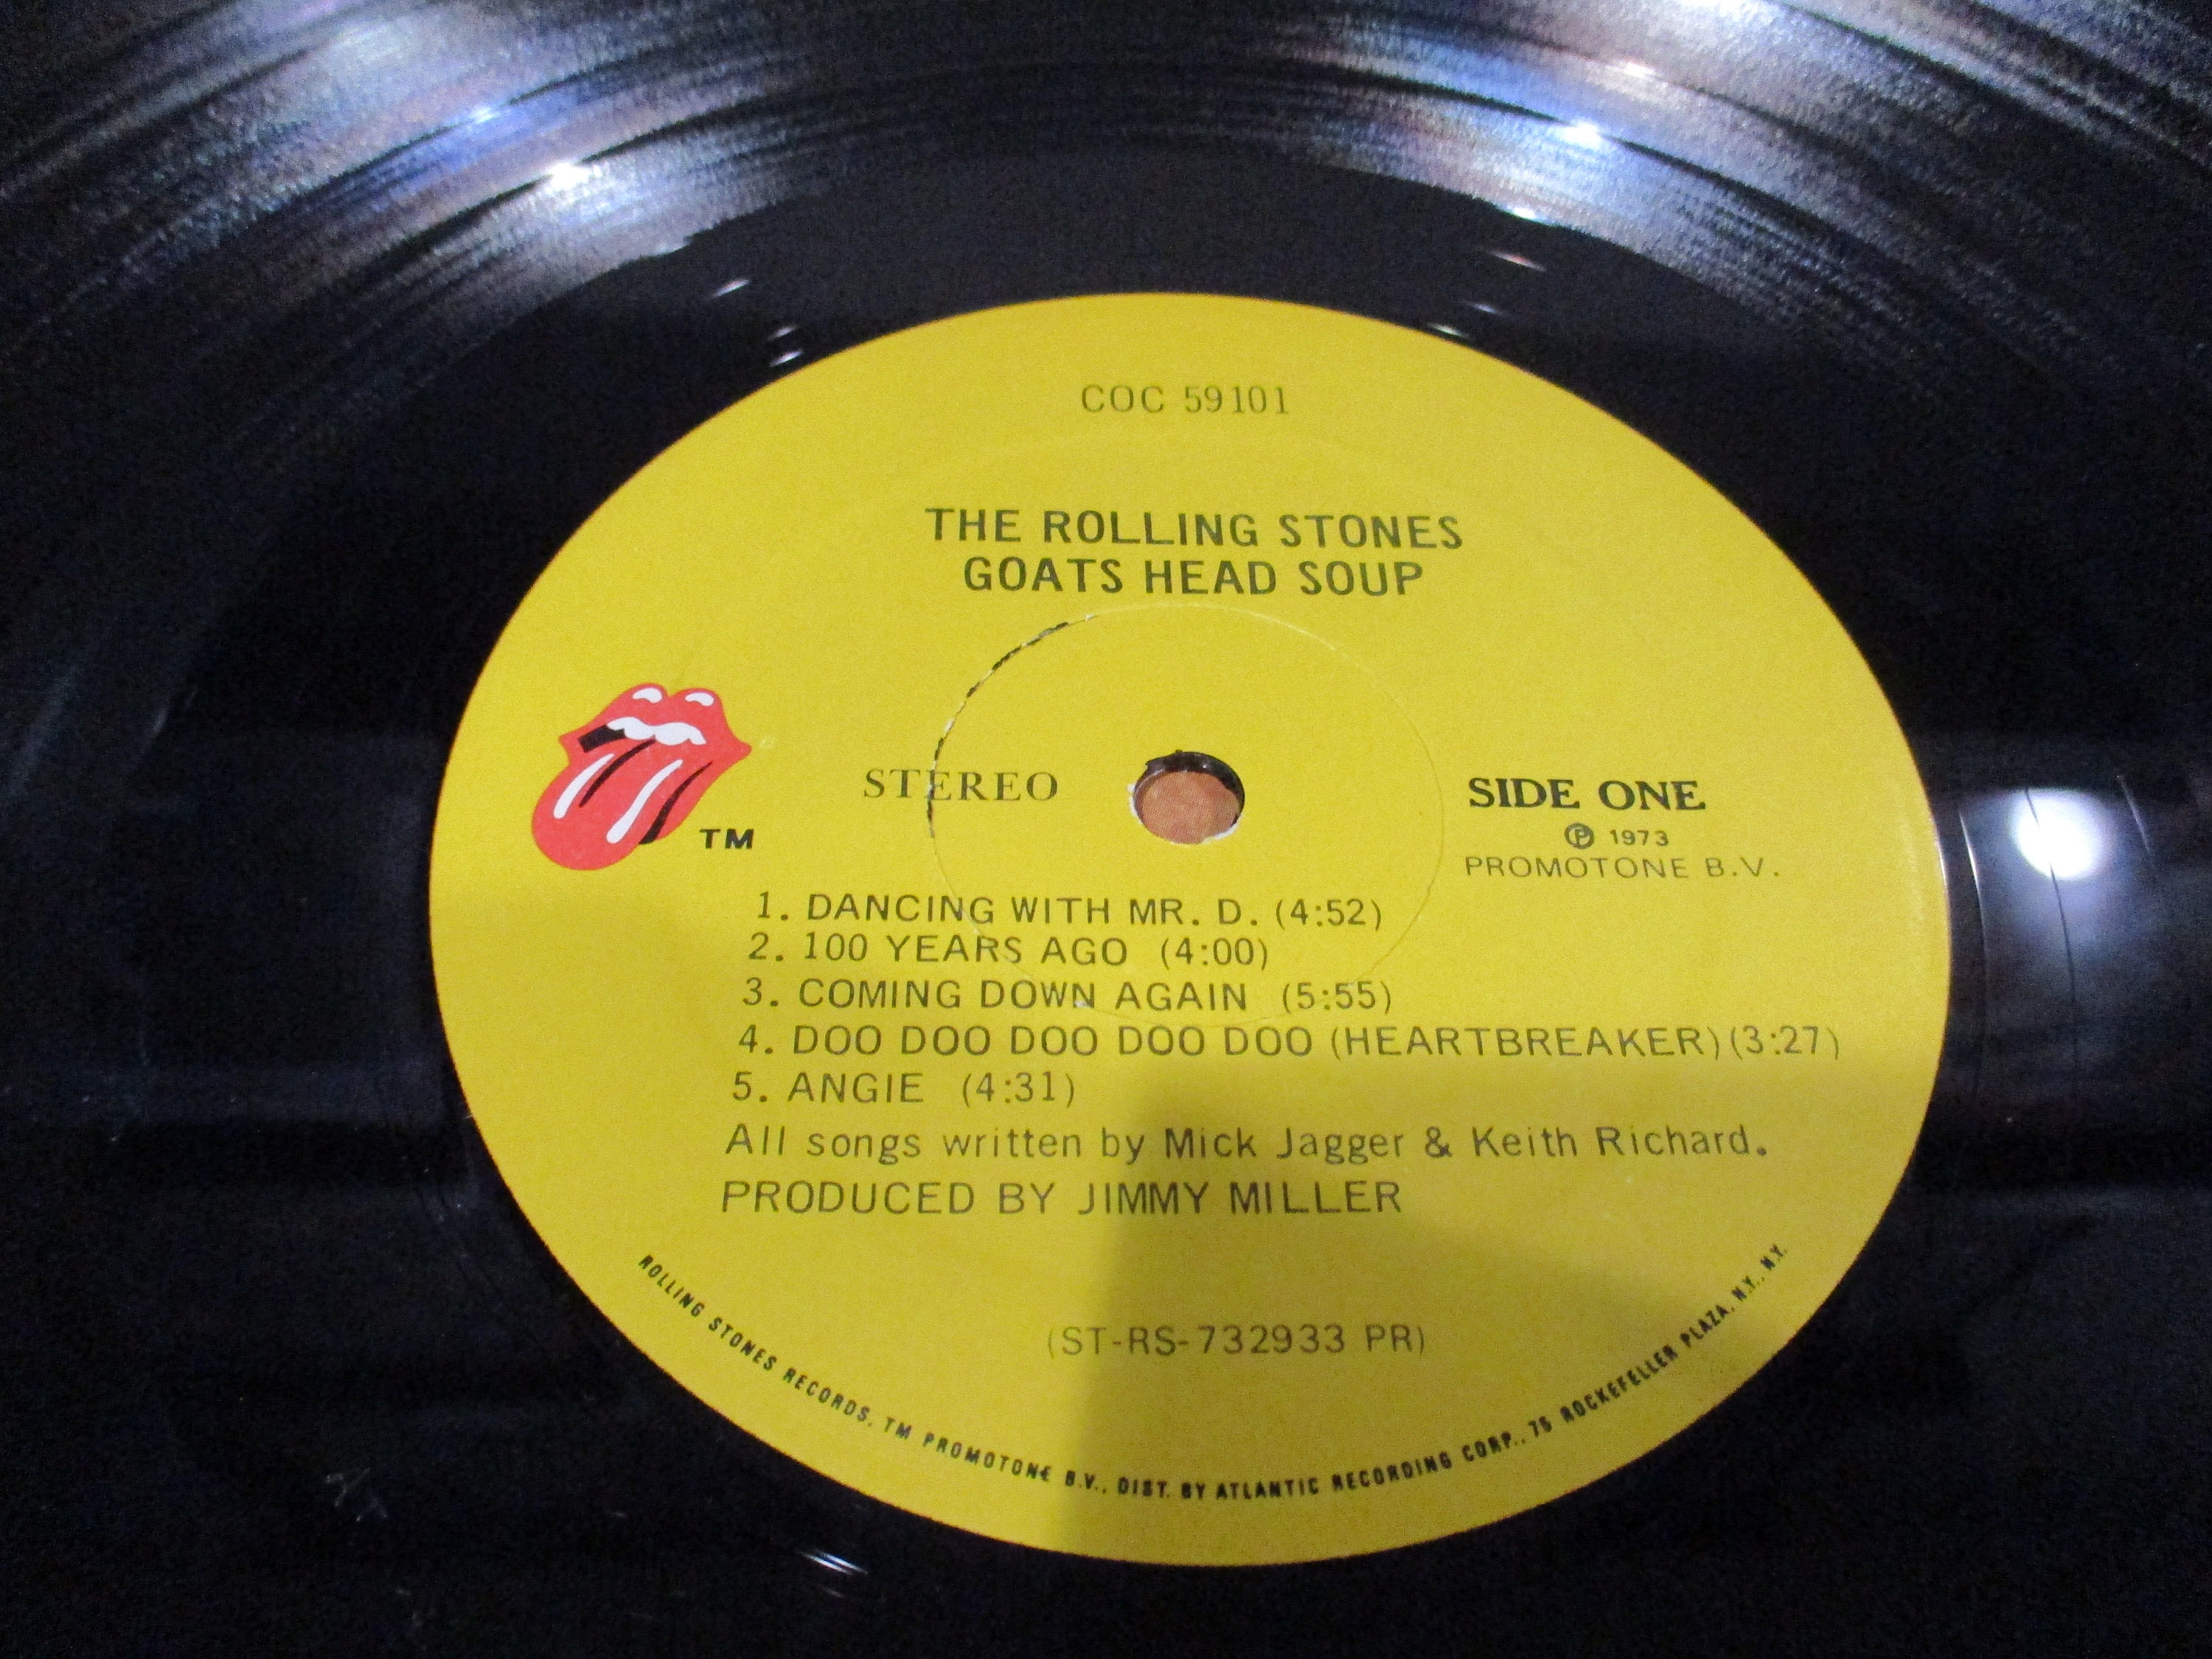 COC 59101
THE ROLLING STONES
GOATS HEAD SOUP
TM
STEREO
SIDE ONE
Ⓟ 1973
PROMOTONE B.V.
1. DANCING WITH MR. D. (4:52)
2. 100 YEARS AGO (4:00)
3. COMING DOWN AGAIN (5:55)
4. DOO DOO DOO DOO DOO (HEARTBREAKER) (3:27)
5. ANGIE (4:31)
All songs written by Mick Jagger & Keith Richard.
PRODUCED BY JIMMY MILLER
(ST-RS-732933 PR)
ROLLING STONES RECORDS, TM PROMOTONE B.V., DIST. BY ATLANTIC RECORDING CORP., 75 ROCKEFELLER PLAZA, N.Y., N.Y.